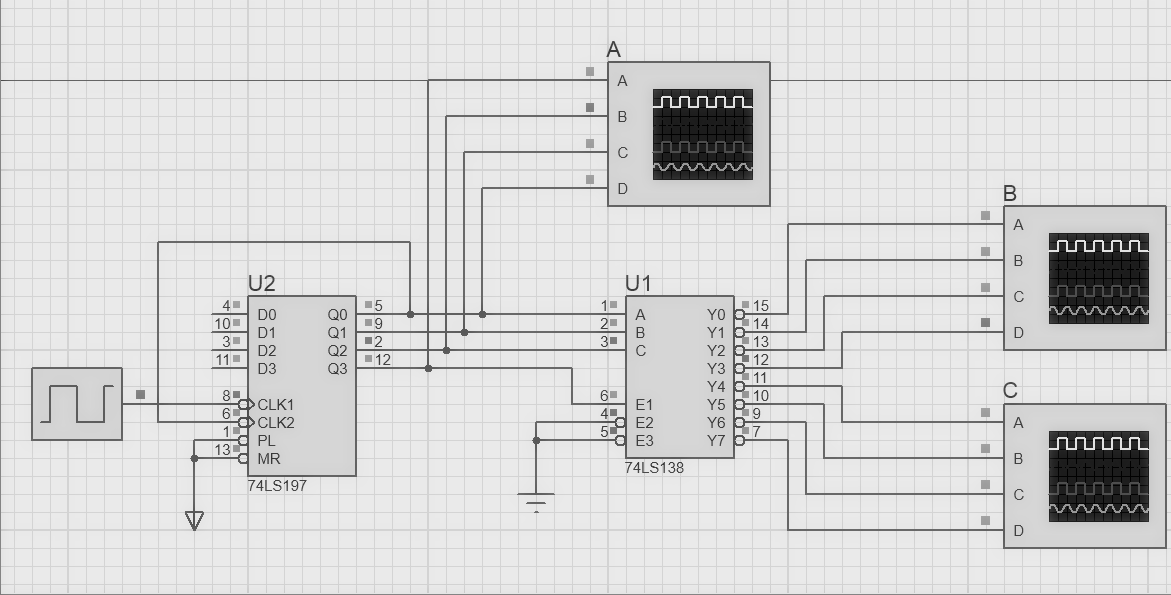 A
A
B
C
D
B
A
B
C
D
U2
4 D0 Q0 5
10 D1 Q1 9
3 D2 Q2 2
11 D3 Q3 12
8 CLK1
6 CLK2
1 PL
13 MR
74LS197
U1
1 A Y0 15
2 B Y1 14
3 C Y2 13
Y3 12
Y4 11
6 E1 Y5 10
4 E2 Y6 9
5 E3 Y7 7
74LS138
C
A
B
C
D